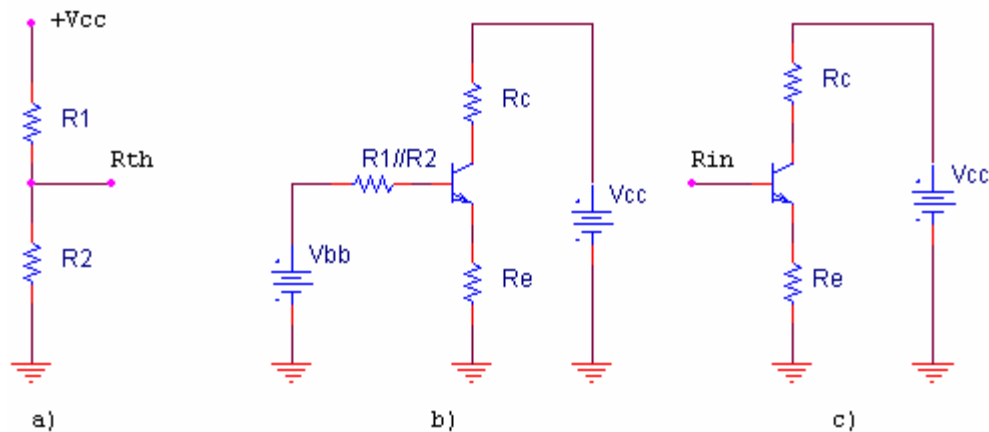 +Vcc
R1
Rth
R2
a)
Rc
R1//R2
Vcc
Vbb
Re
b)
Rc
Rin
Vcc
Re
c)